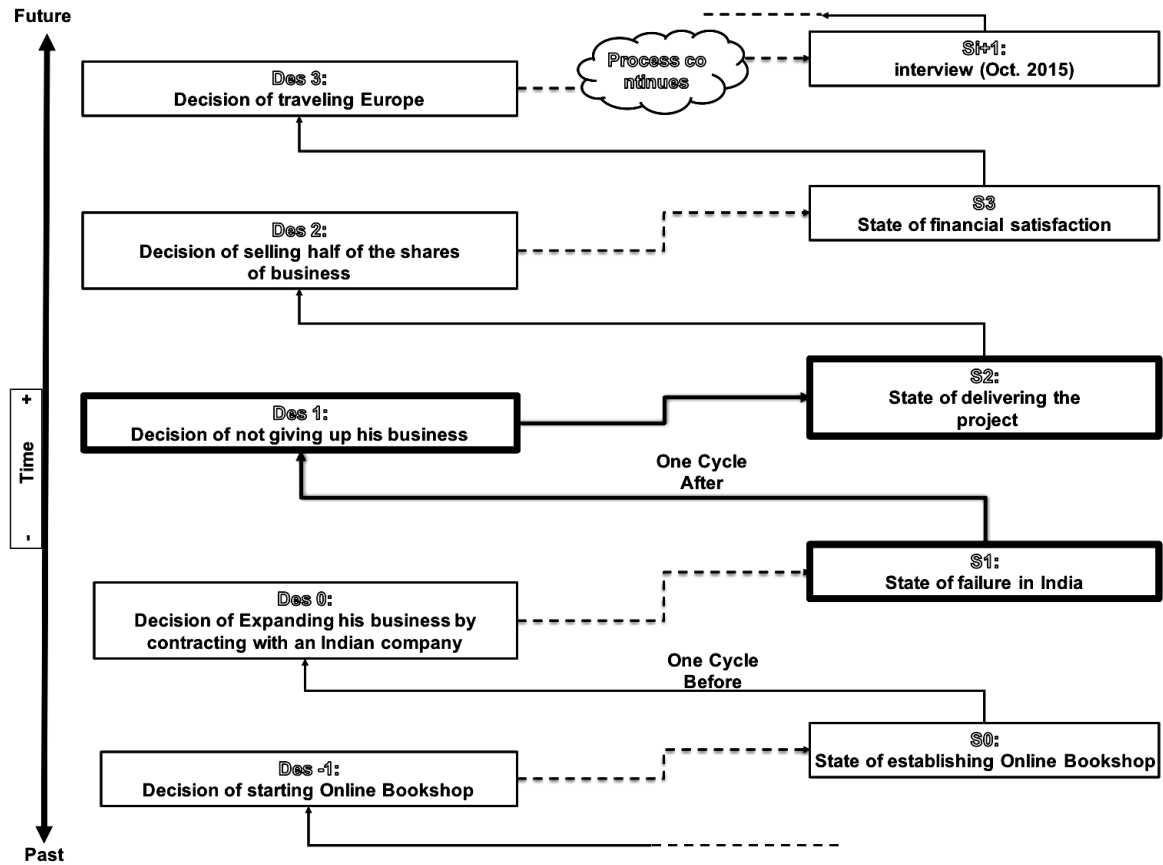 Future
Si+1:
interview (Oct. 2015)
Process co
ntinues
Des 3:
Decision of traveling Europe
S3
State of financial satisfaction
Des 2:
Decision of selling half of the shares
of business
S2:
State of delivering the
project
Des 1:
Decision of not giving up his business
+
Time
-
One Cycle
After
S1:
State of failure in India
Des 0:
Decision of Expanding his business by
contracting with an Indian company
One Cycle
Before
S0:
State of establishing Online Bookshop
Des -1:
Decision of starting Online Bookshop
Past